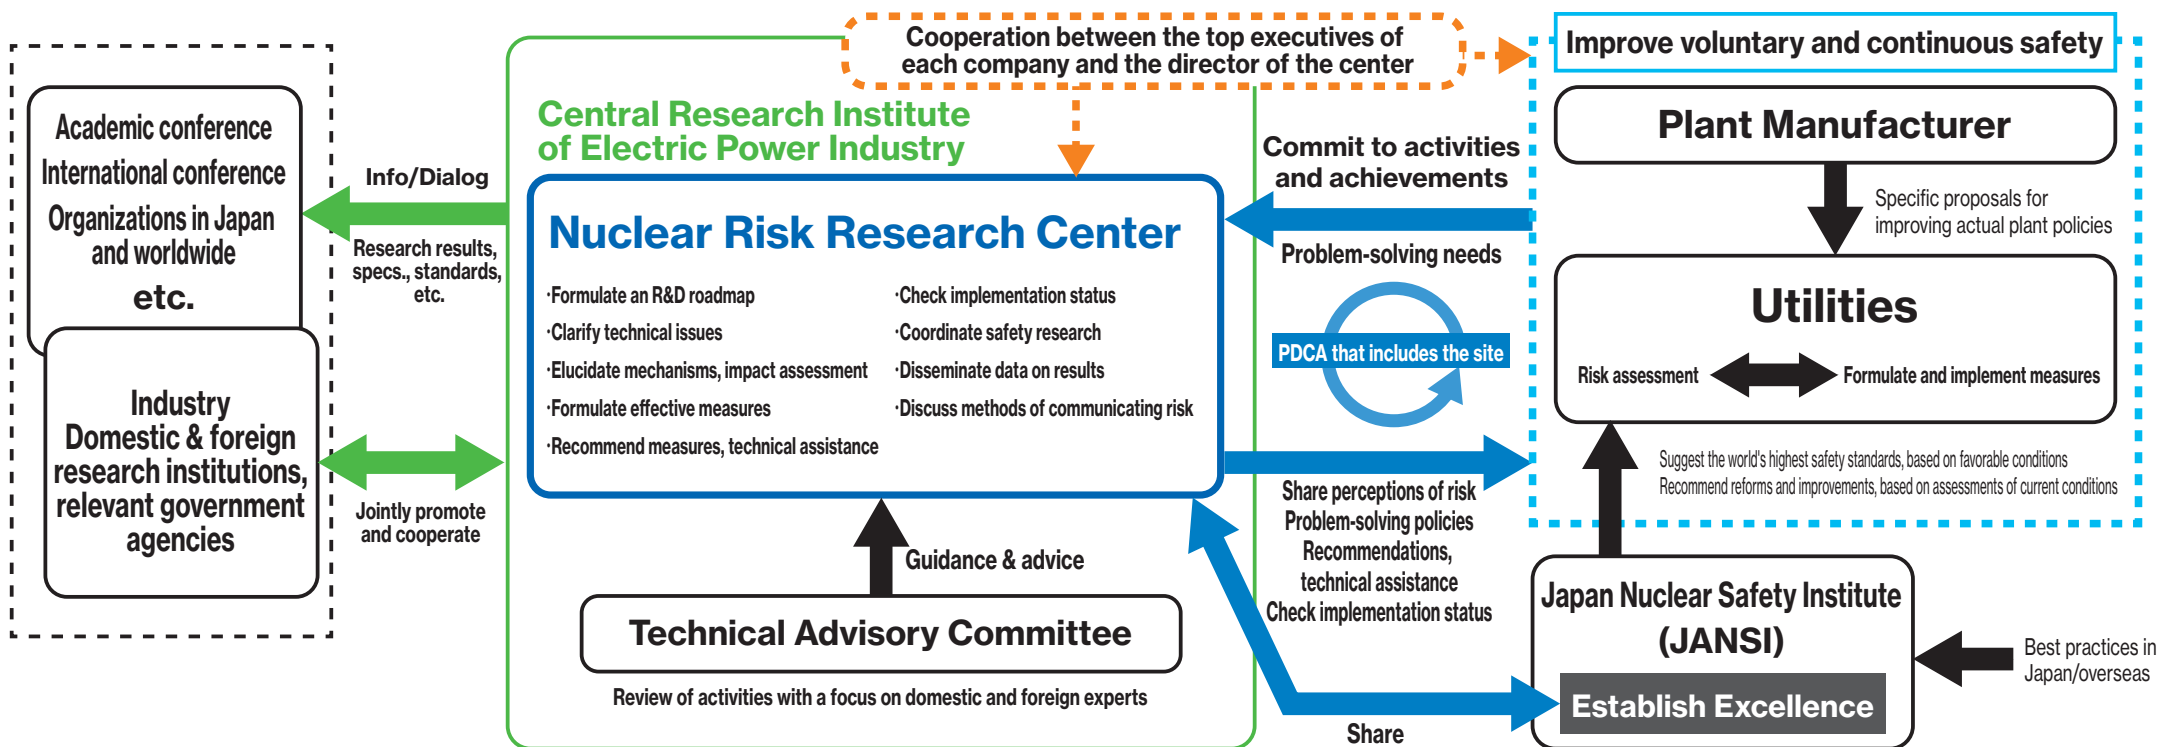 Cooperation between the top executives of
each company and the director of the center
Improve voluntary and continuous safety
Academic conference
International conference
Organizations in Japan
and worldwide
etc.
Industry
Domestic & foreign
research institutions,
relevant government
agencies
Info/Dialog
Research results,
specs., standards,
etc.
Jointly promote
and cooperate
Central Research Institute
of Electric Power Industry
Nuclear Risk Research Center
·Formulate an R&D roadmap
·Clarify technical issues
·Elucidate mechanisms, impact assessment
·Formulate effective measures
·Recommend measures, technical assistance
·Check implementation status
·Coordinate safety research
·Disseminate data on results
·Discuss methods of communicating risk
Guidance & advice
Technical Advisory Committee
Review of activities with a focus on domestic and foreign experts
Commit to activities
and achievements
Problem-solving needs
PDCA that includes the site
Share perceptions of risk
Problem-solving policies
Recommendations,
technical assistance
Check implementation status
Share
Plant Manufacturer
Specific proposals for
improving actual plant policies
Utilities
Risk assessment
Formulate and implement measures
Suggest the world's highest safety standards, based on favorable conditions
Recommend reforms and improvements, based on assessments of current conditions
Japan Nuclear Safety Institute
(JANSI)
Establish Excellence
Best practices in
Japan/overseas